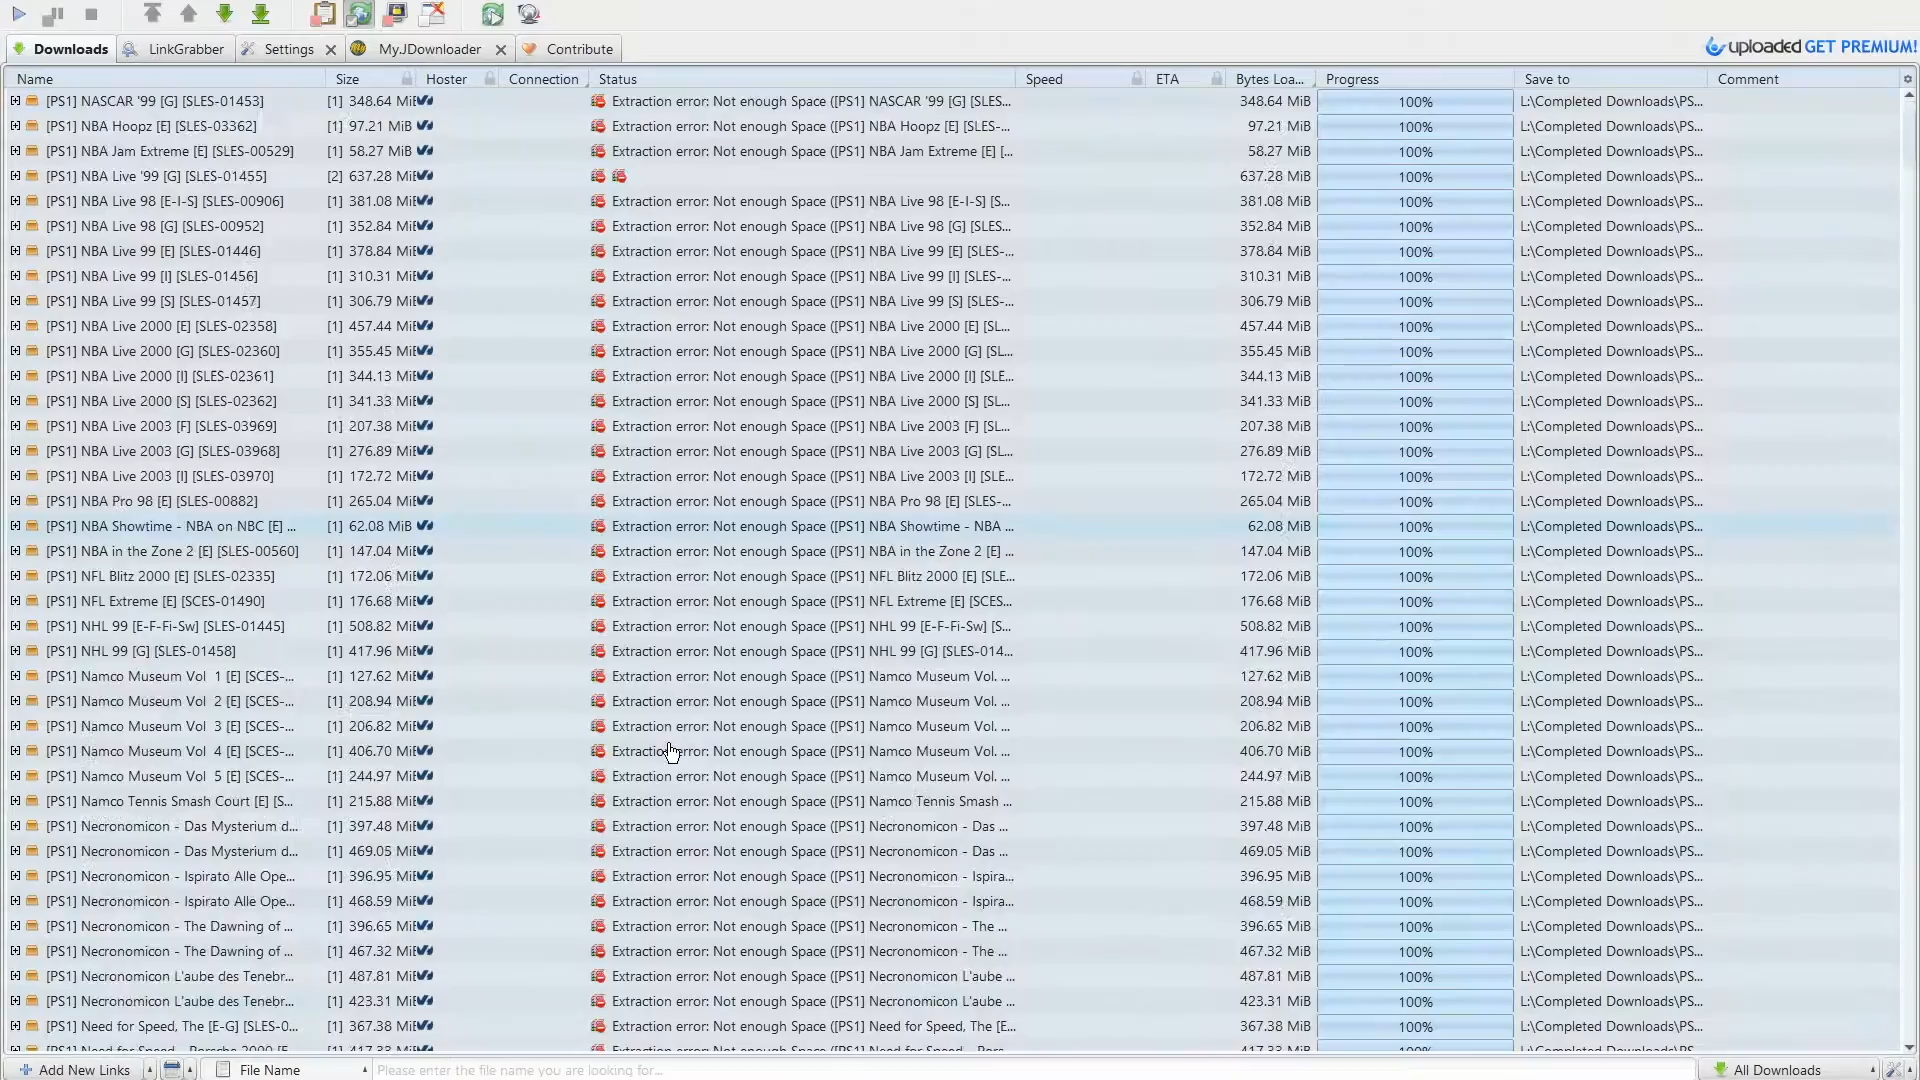 Downloads LinkGrabber Settings My.JDownloader Contribute
uploaded GET PREMIUM!
Name Size Hoster Connection Status Speed ETA Bytes Loa... Progress Save to Comment
[PS1] NASCAR '99 [G] [SLES-01453] [1] 348.64 MiB Extraction error: Not enough Space ([PS1] NASCAR '99 [G] [SLES... 348.64 MiB 100% L:\Completed Downloads\PS...
[PS1] NBA Hoopz [E] [SLES-03362] [1] 97.21 MiB Extraction error: Not enough Space ([PS1] NBA Hoopz [E] [SLES-... 97.21 MiB 100% L:\Completed Downloads\PS...
[PS1] NBA Jam Extreme [E] [SLES-00529] [1] 58.27 MiB Extraction error: Not enough Space ([PS1] NBA Jam Extreme [E] [... 58.27 MiB 100% L:\Completed Downloads\PS...
[PS1] NBA Live '99 [G] [SLES-01455] [2] 637.28 MiB 637.28 MiB 100% L:\Completed Downloads\PS...
[PS1] NBA Live 98 [E-I-S] [SLES-00906] [1] 381.08 MiB Extraction error: Not enough Space ([PS1] NBA Live 98 [E-I-S] [S... 381.08 MiB 100% L:\Completed Downloads\PS...
[PS1] NBA Live 98 [G] [SLES-00952] [1] 352.84 MiB Extraction error: Not enough Space ([PS1] NBA Live 98 [G] [SLES... 352.84 MiB 100% L:\Completed Downloads\PS...
[PS1] NBA Live 99 [E] [SLES-01446] [1] 378.84 MiB Extraction error: Not enough Space ([PS1] NBA Live 99 [E] [SLES-... 378.84 MiB 100% L:\Completed Downloads\PS...
[PS1] NBA Live 99 [I] [SLES-01456] [1] 310.31 MiB Extraction error: Not enough Space ([PS1] NBA Live 99 [I] [SLES-... 310.31 MiB 100% L:\Completed Downloads\PS...
[PS1] NBA Live 99 [S] [SLES-01457] [1] 306.79 MiB Extraction error: Not enough Space ([PS1] NBA Live 99 [S] [SLES-... 306.79 MiB 100% L:\Completed Downloads\PS...
[PS1] NBA Live 2000 [E] [SLES-02358] [1] 457.44 MiB Extraction error: Not enough Space ([PS1] NBA Live 2000 [E] [SL... 457.44 MiB 100% L:\Completed Downloads\PS...
[PS1] NBA Live 2000 [G] [SLES-02360] [1] 355.45 MiB Extraction error: Not enough Space ([PS1] NBA Live 2000 [G] [SL... 355.45 MiB 100% L:\Completed Downloads\PS...
[PS1] NBA Live 2000 [I] [SLES-02361] [1] 344.13 MiB Extraction error: Not enough Space ([PS1] NBA Live 2000 [I] [SLE... 344.13 MiB 100% L:\Completed Downloads\PS...
[PS1] NBA Live 2000 [S] [SLES-02362] [1] 341.33 MiB Extraction error: Not enough Space ([PS1] NBA Live 2000 [S] [SL... 341.33 MiB 100% L:\Completed Downloads\PS...
[PS1] NBA Live 2003 [F] [SLES-03969] [1] 207.38 MiB Extraction error: Not enough Space ([PS1] NBA Live 2003 [F] [SL... 207.38 MiB 100% L:\Completed Downloads\PS...
[PS1] NBA Live 2003 [G] [SLES-03968] [1] 276.89 MiB Extraction error: Not enough Space ([PS1] NBA Live 2003 [G] [SL... 276.89 MiB 100% L:\Completed Downloads\PS...
[PS1] NBA Live 2003 [I] [SLES-03970] [1] 172.72 MiB Extraction error: Not enough Space ([PS1] NBA Live 2003 [I] [SLE... 172.72 MiB 100% L:\Completed Downloads\PS...
[PS1] NBA Pro 98 [E] [SLES-00882] [1] 265.04 MiB Extraction error: Not enough Space ([PS1] NBA Pro 98 [E] [SLES-... 265.04 MiB 100% L:\Completed Downloads\PS...
[PS1] NBA Showtime - NBA on NBC [E] ... [1] 62.08 MiB Extraction error: Not enough Space ([PS1] NBA Showtime - NBA ... 62.08 MiB 100% L:\Completed Downloads\PS...
[PS1] NBA in the Zone 2 [E] [SLES-00560] [1] 147.04 MiB Extraction error: Not enough Space ([PS1] NBA in the Zone 2 [E] ... 147.04 MiB 100% L:\Completed Downloads\PS...
[PS1] NFL Blitz 2000 [E] [SLES-02335] [1] 172.06 MiB Extraction error: Not enough Space ([PS1] NFL Blitz 2000 [E] [SLE... 172.06 MiB 100% L:\Completed Downloads\PS...
[PS1] NFL Extreme [E] [SCES-01490] [1] 176.68 MiB Extraction error: Not enough Space ([PS1] NFL Extreme [E] [SCES... 176.68 MiB 100% L:\Completed Downloads\PS...
[PS1] NHL 99 [E-F-Fi-Sw] [SLES-01445] [1] 508.82 MiB Extraction error: Not enough Space ([PS1] NHL 99 [E-F-Fi-Sw] [S... 508.82 MiB 100% L:\Completed Downloads\PS...
[PS1] NHL 99 [G] [SLES-01458] [1] 417.96 MiB Extraction error: Not enough Space ([PS1] NHL 99 [G] [SLES-014... 417.96 MiB 100% L:\Completed Downloads\PS...
[PS1] Namco Museum Vol 1 [E] [SCES-... [1] 127.62 MiB Extraction error: Not enough Space ([PS1] Namco Museum Vol. ... 127.62 MiB 100% L:\Completed Downloads\PS...
[PS1] Namco Museum Vol 2 [E] [SCES-... [1] 208.94 MiB Extraction error: Not enough Space ([PS1] Namco Museum Vol. ... 208.94 MiB 100% L:\Completed Downloads\PS...
[PS1] Namco Museum Vol 3 [E] [SCES-... [1] 206.82 MiB Extraction error: Not enough Space ([PS1] Namco Museum Vol. ... 206.82 MiB 100% L:\Completed Downloads\PS...
[PS1] Namco Museum Vol 4 [E] [SCES-... [1] 406.70 MiB Extraction error: Not enough Space ([PS1] Namco Museum Vol. ... 406.70 MiB 100% L:\Completed Downloads\PS...
[PS1] Namco Museum Vol 5 [E] [SCES-... [1] 244.97 MiB Extraction error: Not enough Space ([PS1] Namco Museum Vol. ... 244.97 MiB 100% L:\Completed Downloads\PS...
[PS1] Namco Tennis Smash Court [E] [S... [1] 215.88 MiB Extraction error: Not enough Space ([PS1] Namco Tennis Smash ... 215.88 MiB 100% L:\Completed Downloads\PS...
[PS1] Necronomicon - Das Mysterium d... [1] 397.48 MiB Extraction error: Not enough Space ([PS1] Necronomicon - Das ... 397.48 MiB 100% L:\Completed Downloads\PS...
[PS1] Necronomicon - Das Mysterium d... [1] 469.05 MiB Extraction error: Not enough Space ([PS1] Necronomicon - Das ... 469.05 MiB 100% L:\Completed Downloads\PS...
[PS1] Necronomicon - Ispirato Alle Ope... [1] 396.95 MiB Extraction error: Not enough Space ([PS1] Necronomicon - Ispira... 396.95 MiB 100% L:\Completed Downloads\PS...
[PS1] Necronomicon - Ispirato Alle Ope... [1] 468.59 MiB Extraction error: Not enough Space ([PS1] Necronomicon - Ispira... 468.59 MiB 100% L:\Completed Downloads\PS...
[PS1] Necronomicon - The Dawning of ... [1] 396.65 MiB Extraction error: Not enough Space ([PS1] Necronomicon - The ... 396.65 MiB 100% L:\Completed Downloads\PS...
[PS1] Necronomicon - The Dawning of ... [1] 467.32 MiB Extraction error: Not enough Space ([PS1] Necronomicon - The ... 467.32 MiB 100% L:\Completed Downloads\PS...
[PS1] Necronomicon L'aube des Tenebr... [1] 487.81 MiB Extraction error: Not enough Space ([PS1] Necronomicon L'aube ... 487.81 MiB 100% L:\Completed Downloads\PS...
[PS1] Necronomicon L'aube des Tenebr... [1] 423.31 MiB Extraction error: Not enough Space ([PS1] Necronomicon L'aube ... 423.31 MiB 100% L:\Completed Downloads\PS...
[PS1] Need for Speed, The [E-G] [SLES-0... [1] 367.38 MiB Extraction error: Not enough Space ([PS1] Need for Speed, The [E... 367.38 MiB 100% L:\Completed Downloads\PS...
[PS1] Need for Speed - Porsche 2000 [E... [1] 417.33 MiB Extraction error: Not enough Space ([PS1] Need for Speed - Pors... 417.33 MiB 100% L:\Completed Downloads\PS...
Add New Links File Name Please enter the file name you are looking for... All Downloads